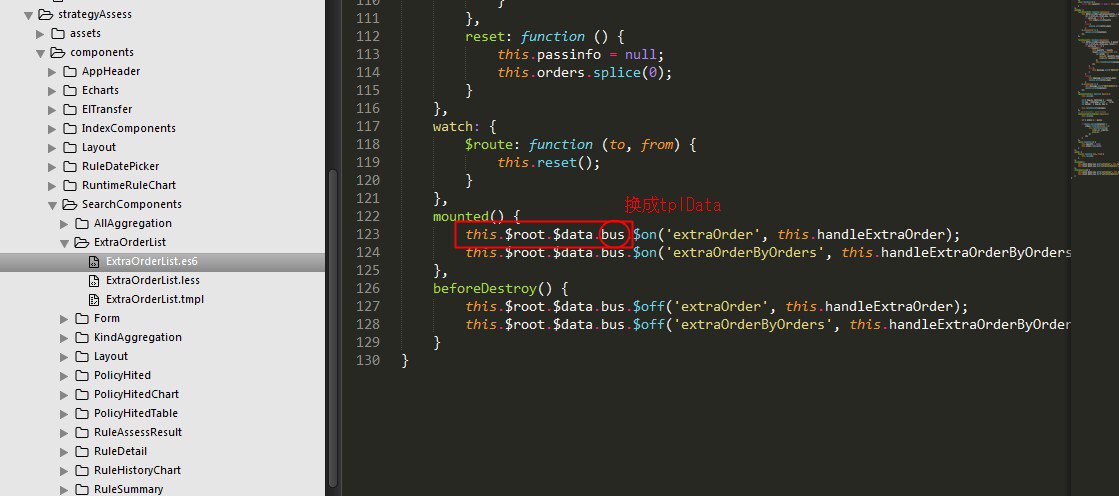 strategyAssess
assets
components
AppHeader
Echarts
ElTransfer
IndexComponents
Layout
RuleDatePicker
RuntimeRuleChart
SearchComponents
AllAggregation
ExtraOrderList
ExtraOrderList.es6
ExtraOrderList.less
ExtraOrderList.tmpl
Form
KindAggregation
Layout
PolicyHited
PolicyHitedChart
PolicyHitedTable
RuleAssessResult
RuleDetail
RuleHistoryChart
RuleSummary
110 }
111 },
112 reset: function () {
113 this.passinfo = null;
114 this.orders.splice(0);
115 }
116 },
117 watch: {
118 $route: function (to, from) {
119 this.reset();
120 }
121 },
换成tplData
122 mounted() {
123 this.$root.$data.bus.$on('extraOrder', this.handleExtraOrder);
124 this.$root.$data.bus.$on('extraOrderByOrders', this.handleExtraOrderByOrders
125 },
126 beforeDestroy() {
127 this.$root.$data.bus.$off('extraOrder', this.handleExtraOrder);
128 this.$root.$data.bus.$off('extraOrderByOrders', this.handleExtraOrderByOrder
129 }
130 }